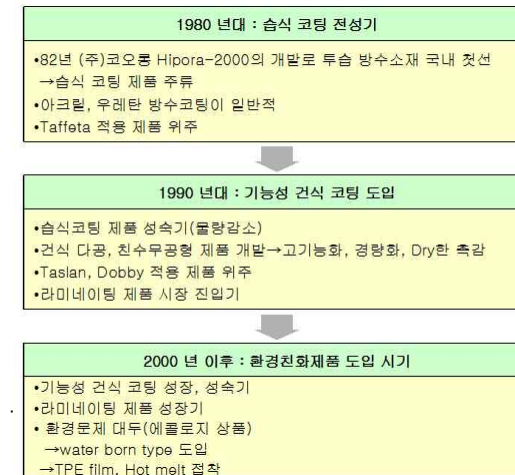 1980 년대 : 습식 코팅 전성기
•82년 (주)코오롱 Hipora-2000의 개발로 투습 방수소재 국내 첫선
→습식 코팅 제품 주류
•아크릴, 우레탄 방수코팅이 일반적
•Taffeta 적용 제품 위주
1990 년대 : 기능성 건식 코팅 도입
•습식코팅 제품 성숙기(물량감소)
•건식 다공, 친수무공형 제품 개발→고기능화, 경량화, Dry한 촉감
•Taslan, Dobby 적용 제품 위주
•라미네이팅 제품 시장 진입기
2000 년 이후 : 환경친화제품 도입 시기
•기능성 건식 코팅 성장, 성숙기
•라미네이팅 제품 성장기
• 환경문제 대두(에콜로지 상품)
→water born type 도입
→TPE film, Hot melt 접착